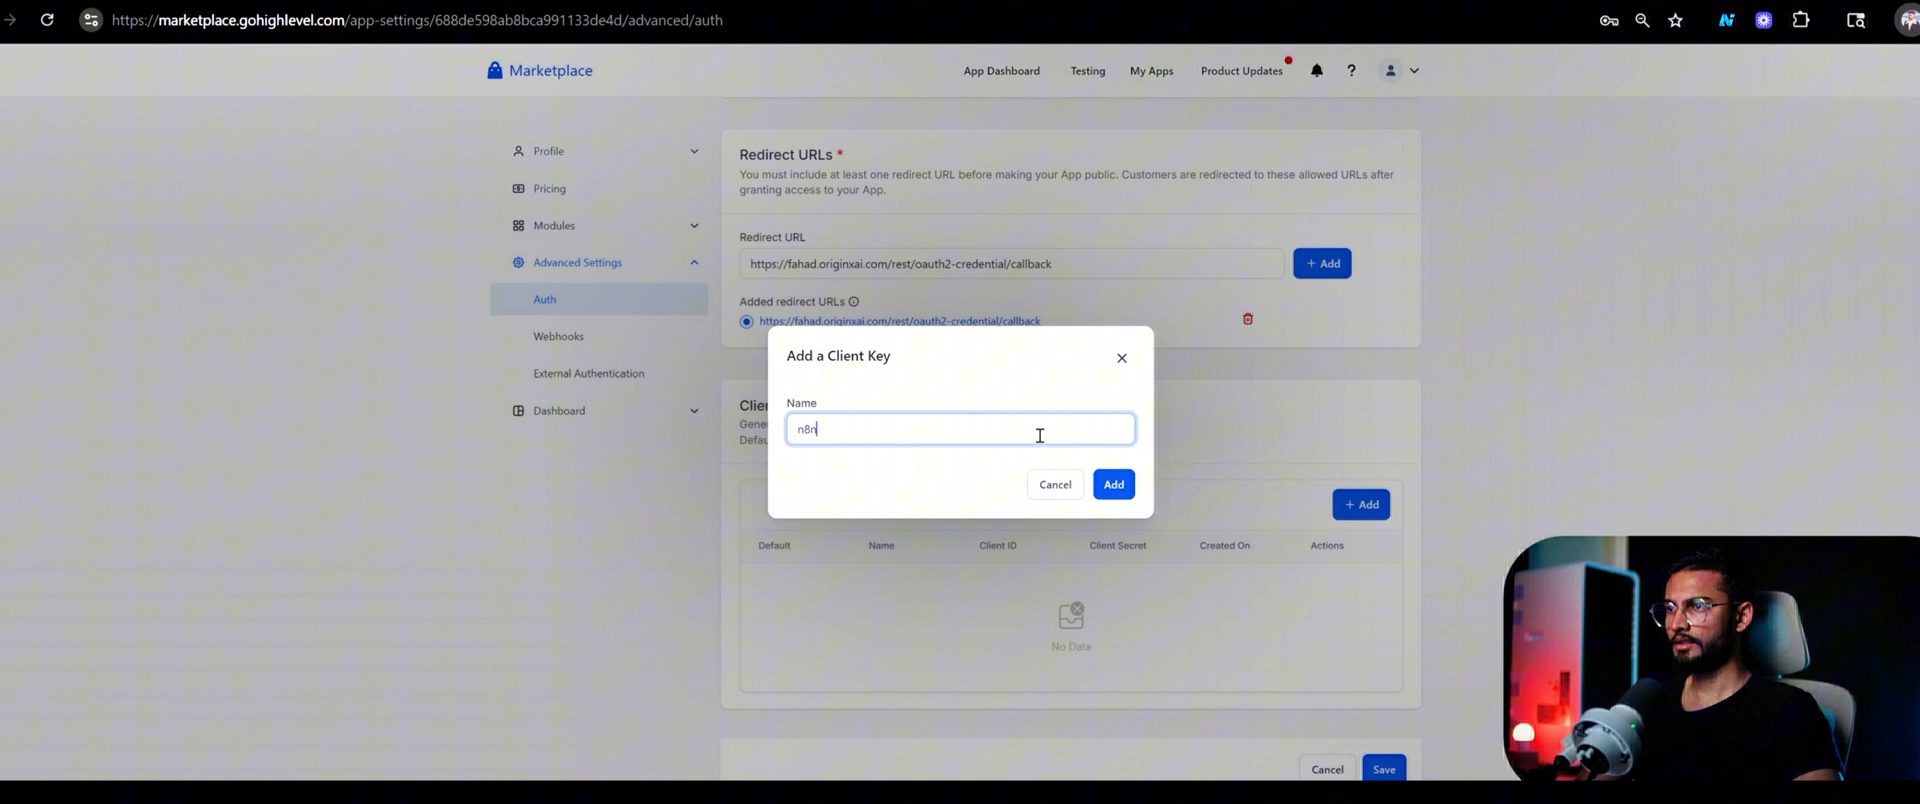 https://marketplace.gohighlevel.com/app-settings/688de598ab8bca991133de4d/advanced/auth
Marketplace
App Dashboard
Testing
My Apps
Product Updates
?
Profile
Pricing
Modules
Advanced Settings
Auth
Webhooks
External Authentication
Dashboard
Redirect URLs *
You must include at least one redirect URL before making your App public. Customers are redirected to these allowed URLs after
granting access to your App.
Redirect URL
https://fahad.originxai.com/rest/oauth2-credential/callback
+ Add
Added redirect URLs
https://fahad.originxai.com/rest/oauth2-credential/callback
Add a Client Key
Name
n8n
Cancel
Add
+ Add
Default
Name
Client ID
Client Secret
Created On
Actions
No Data
Cancel
Save